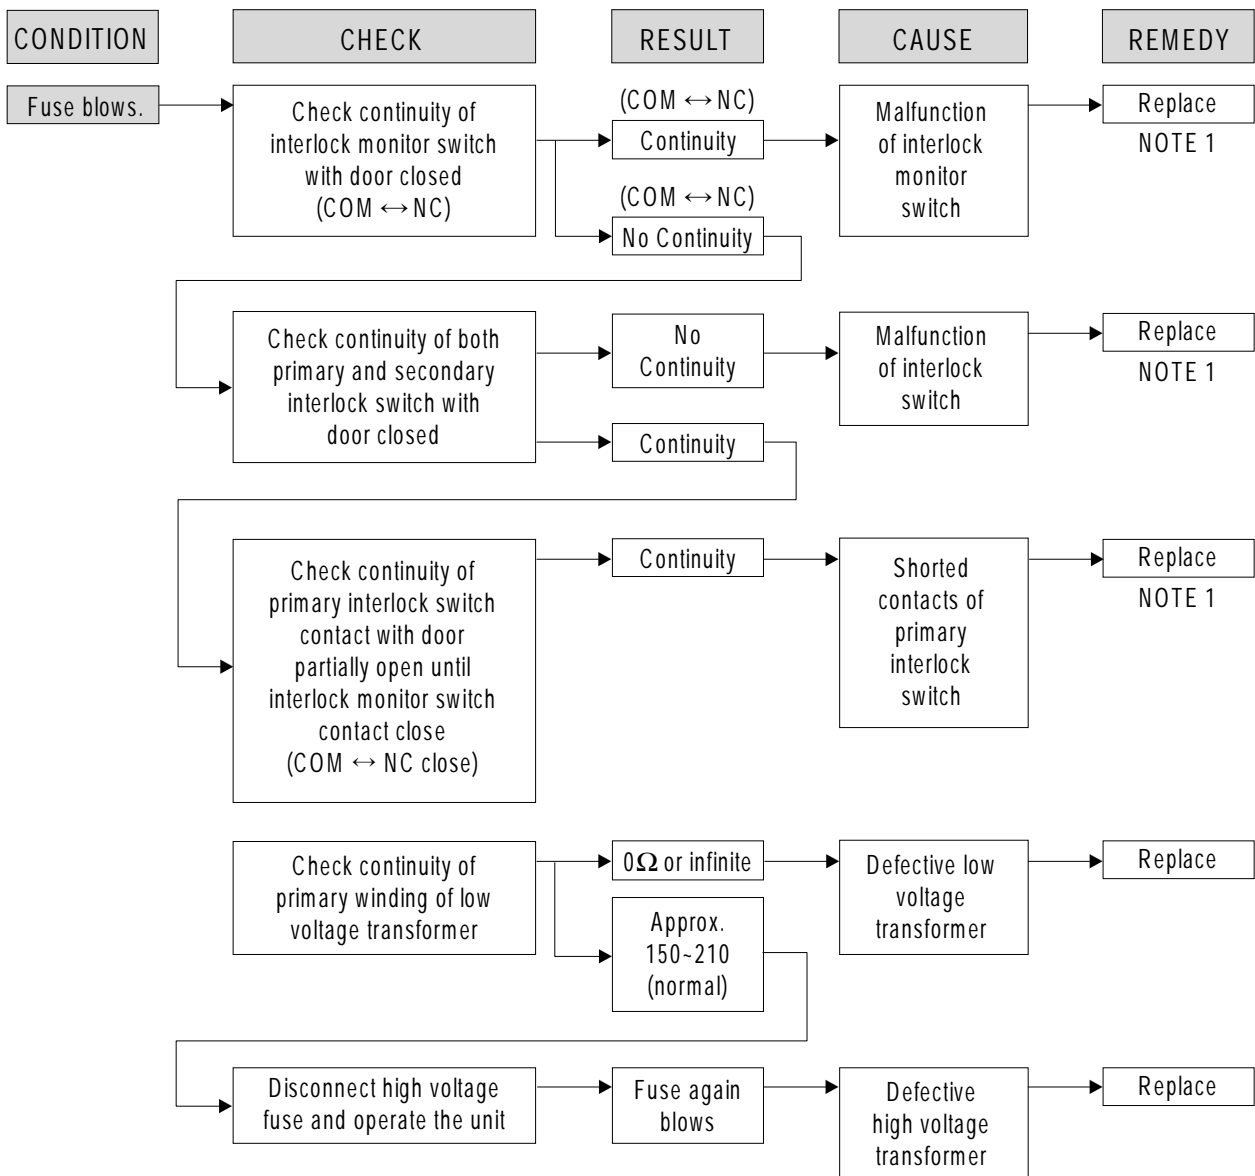 CONDITION
CHECK
RESULT
CAUSE
REMEDY
Fuse blows.
Check continuity of
interlock monitor switch
with door closed
(COM ↔ NC)
(COM ↔ NC)
Continuity
(COM ↔ NC)
No Continuity
Malfunction
of interlock
monitor
switch
Replace
NOTE 1
Check continuity of both
primary and secondary
interlock switch with
door closed
No
Continuity
Continuity
Malfunction
of interlock
switch
Replace
NOTE 1
Check continuity of
primary interlock switch
contact with door
partially open until
interlock monitor switch
contact close
(COM ↔ NC close)
Continuity
Shorted
contacts of
primary
interlock
switch
Replace
NOTE 1
Check continuity of
primary winding of low
voltage transformer
0Ω or infinite
Approx.
150~210
(normal)
Defective low
voltage
transformer
Replace
Disconnect high voltage
fuse and operate the unit
Fuse again
blows
Defective
high voltage
transformer
Replace